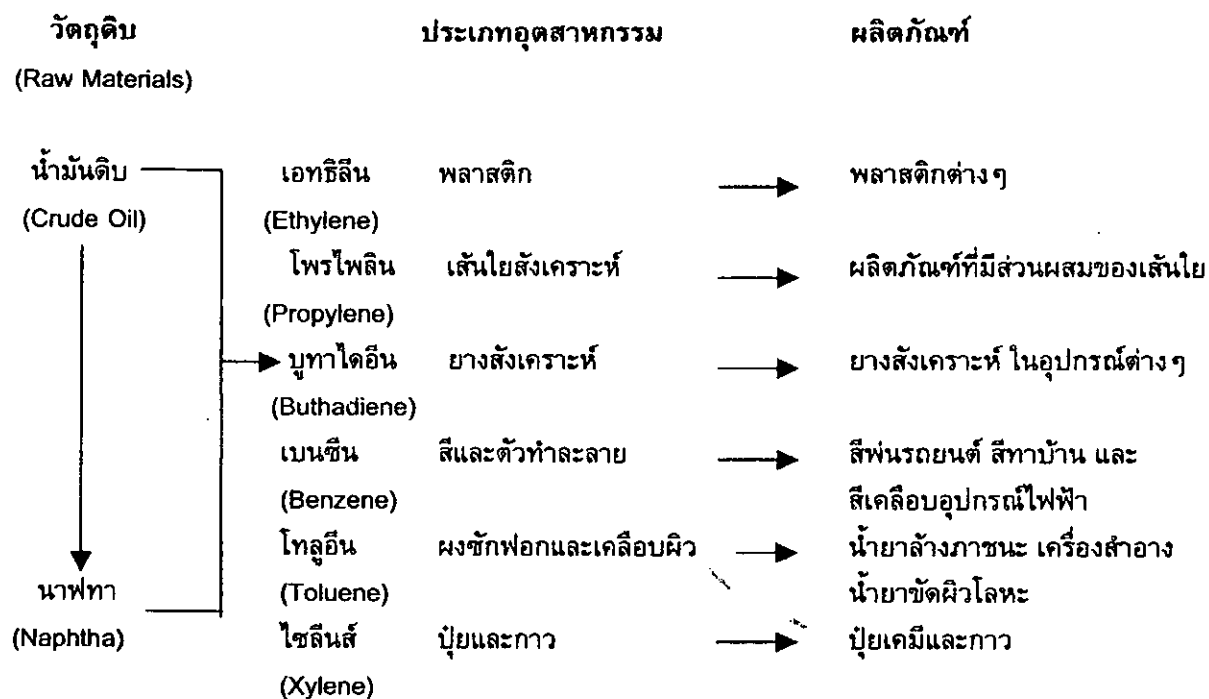 วัตถุดิบ ประเภทอุตสาหกรรม ผลิตภัณฑ์
(Raw Materials)
น้ำมันดิบ เอทธิลีน พลาสติก พลาสติกต่างๆ
(Crude Oil) (Ethylene)
โพรไพลิน เส้นใยสังเคราะห์ ผลิตภัณฑ์ที่มีส่วนผสมของเส้นใย
(Propylene)
บูทาไดอีน ยางสังเคราะห์ ยางสังเคราะห์ ในอุปกรณ์ต่างๆ
(Buthadiene)
เบนซีน สีและตัวทำละลาย สีพ่นรถยนต์ สีทาบ้าน และ
(Benzene) สีเคลือบอุปกรณ์ไฟฟ้า
โทลูอีน ผงซักฟอกและเคลือบผิว น้ำยาล้างภาชนะ เครื่องสำอาง
นาฟทา (Toluene) น้ำยาขัดผิวโลหะ
(Naphtha) ไซลีนส์ ปุ๋ยและกาว ปุ๋ยเคมีและกาว
(Xylene)